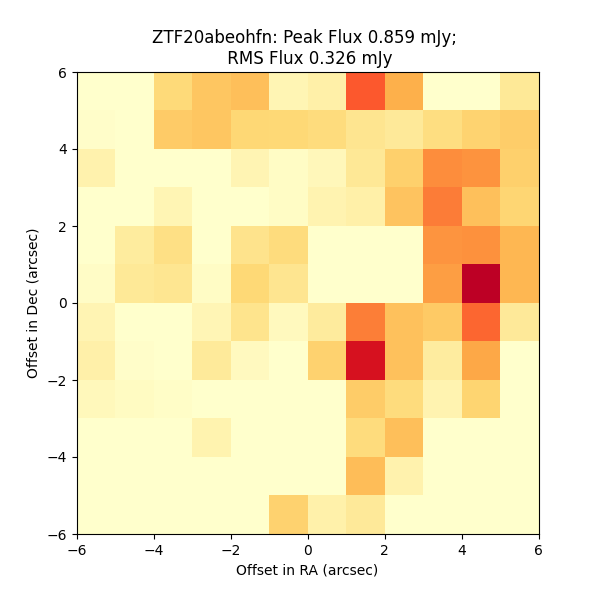 ZTF20abeohfn: Peak Flux 0.859 mJy;
RMS Flux 0.326 mJy
6
4
2
0
−2
−4
−6
Offset in Dec (arcsec)
−6 −4 −2 0 2 4 6
Offset in RA (arcsec)